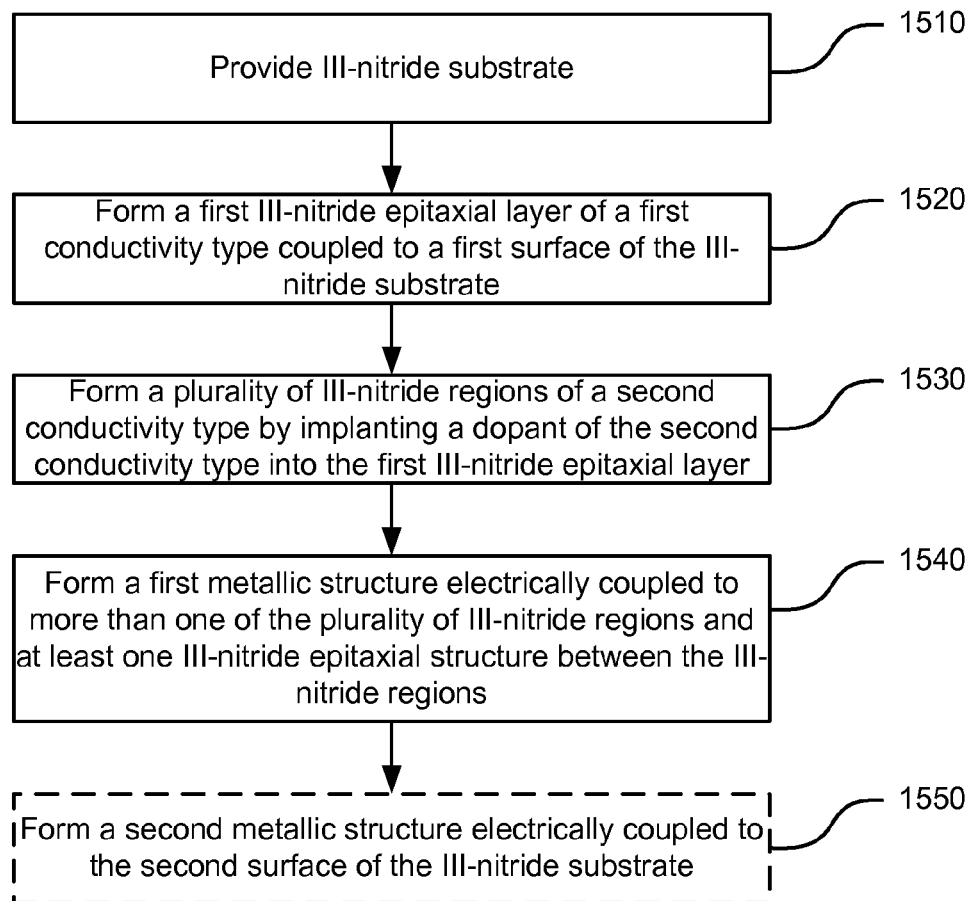 1510
Provide III-nitride substrate
1520
Form a first III-nitride epitaxial layer of a first
conductivity type coupled to a first surface of the III-
nitride substrate
1530
Form a plurality of III-nitride regions of a second
conductivity type by implanting a dopant of the second
conductivity type into the first III-nitride epitaxial layer
1540
Form a first metallic structure electrically coupled to
more than one of the plurality of III-nitride regions and
at least one III-nitride epitaxial structure between the III-
nitride regions
1550
Form a second metallic structure electrically coupled to
the second surface of the III-nitride substrate